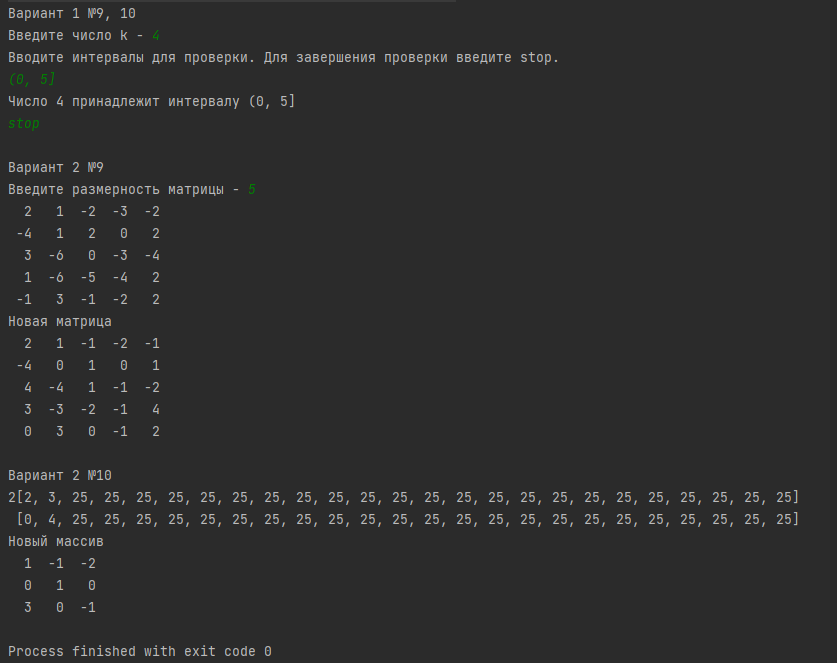 Вариант 1 №9, 10
Введите число k - 4
Вводите интервалы для проверки. Для завершения проверки введите stop.
(0, 5]
Число 4 принадлежит интервалу (0, 5]
stop
Вариант 2 №9
Введите размерность матрицы - 5
2 1 -2 -3 -2
-4 1 2 0 2
3 -6 0 -3 -4
1 -6 -5 -4 2
-1 3 -1 -2 2
Новая матрица
2 1 -1 -2 -1
-4 0 1 0 1
4 -4 1 -1 -2
3 -3 -2 -1 4
0 3 0 -1 2
Вариант 2 №10
2[2, 3, 25, 25, 25, 25, 25, 25, 25, 25, 25, 25, 25, 25, 25, 25, 25, 25, 25, 25, 25, 25, 25, 25, 25]
[0, 4, 25, 25, 25, 25, 25, 25, 25, 25, 25, 25, 25, 25, 25, 25, 25, 25, 25, 25, 25, 25, 25, 25, 25]
Новый массив
1 -1 -2
0 1 0
3 0 -1
Process finished with exit code 0